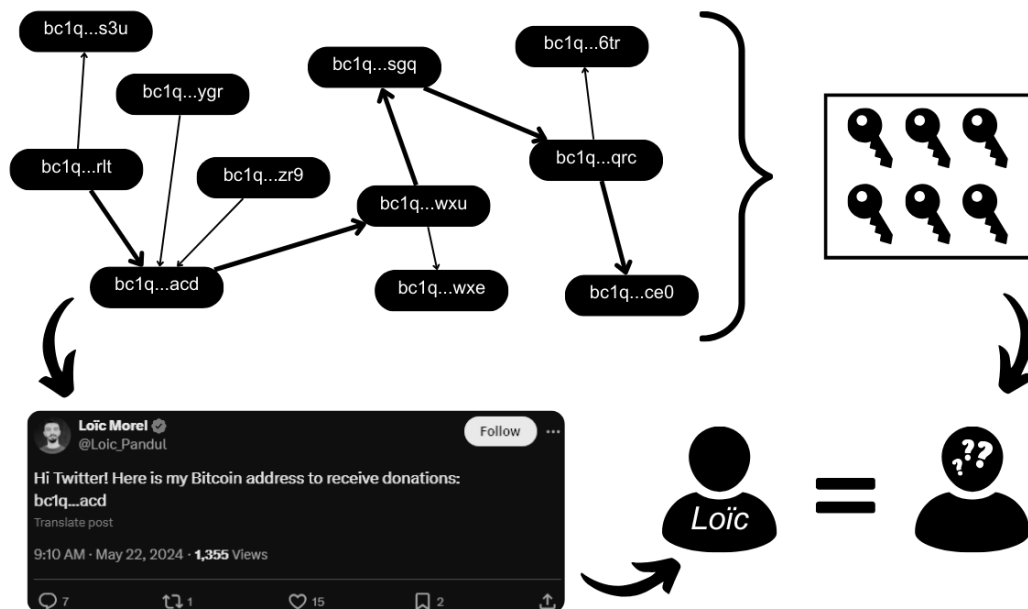 bc1q...s3u
bc1q...ygr
bc1q...rlt
bc1q...zr9
bc1q...acd
bc1q...sgq
bc1q...wxu
bc1q...wxe
bc1q...6tr
bc1q...qrc
bc1q...ce0
Loïc Morel
@Loic_Pandul
Follow
Hi Twitter! Here is my Bitcoin address to receive donations:
bc1q...acd
Translate post
9:10 AM · May 22, 2024 · 1,355 Views
7 1 15 2
Loïc
=
???